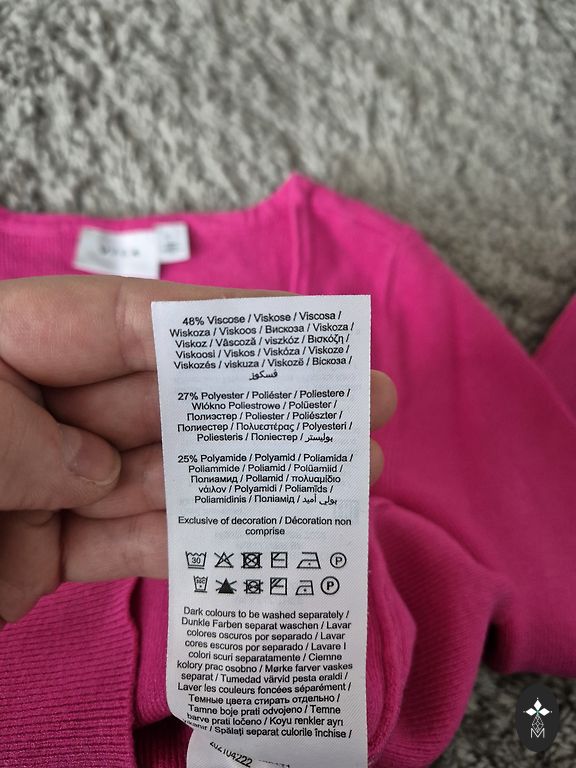 VILA
48% Viscose / Viskose / Viscosa /
Wiskoza / Viskoos / Вискоза / Viskoza /
Viskoz / Vâscoză / viszkóz / Βισκόζη /
Viskoosi / Viskos / Viskóza / Viskoze /
Viskozės / viskuza / Viskozë / Віскоза /
فسكوز
27% Polyester / Poliéster / Poliestere /
Włókno Poliestrowe / Polüester /
Полиэстер / Poliester / Poliészter /
Полиестер / Πολυεστέρας / Polyesteri /
Poliesteris / Поліестер / بوليستر
25% Polyamide / Polyamid / Poliamida /
Poliammide / Poliamid / Polüamiid /
Полиамид / Poliamid / πολυαμίδιο
νάιλον / Polyamidi / Poliamīds /
Poliamidinis / Поліамід / بولي أميد
Exclusive of decoration / Décoration non
comprise
30 P
P
Dark colours to be washed separately /
Dunkle Farben separat waschen / Lavar
colores oscuros por separado / Lavar
cores escuros por separado / Lavare I
colori scuri separatamente / Ciemne
kolory prac osobno / Mørke farver vaskes
separat / Tumedad värvid pesta eraldi /
Laver les couleurs foncées séparément /
Темные цвета стирать отдельно /
Tamne boje prati odvojeno / Temne
barve prati ločeno / Koyu renkler ayrı
/ Spălați separat culorile închise /
M